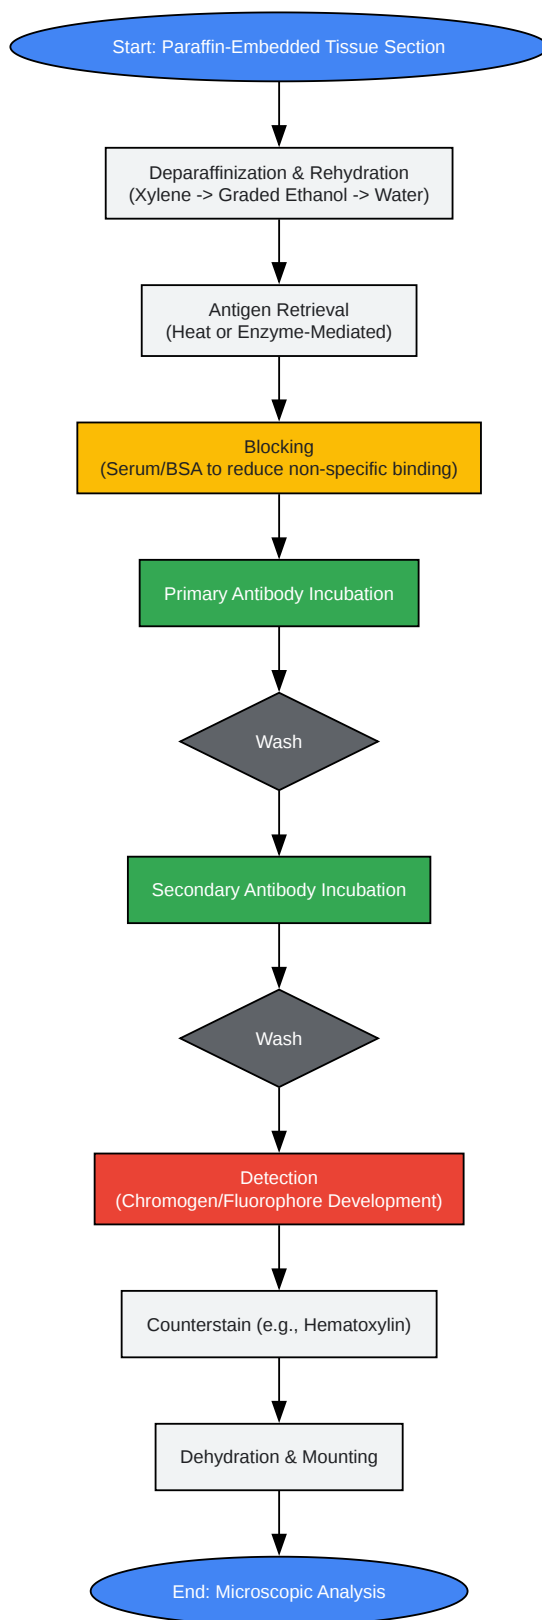 Start: Paraffin-Embedded Tissue Section
Deparaffinization & Rehydration
(Xylene -> Graded Ethanol -> Water)
Antigen Retrieval
(Heat or Enzyme-Mediated)
Blocking
(Serum/BSA to reduce non-specific binding)
Primary Antibody Incubation
Wash
Secondary Antibody Incubation
Wash
Detection
(Chromogen/Fluorophore Development)
Counterstain (e.g., Hematoxylin)
Dehydration & Mounting
End: Microscopic Analysis